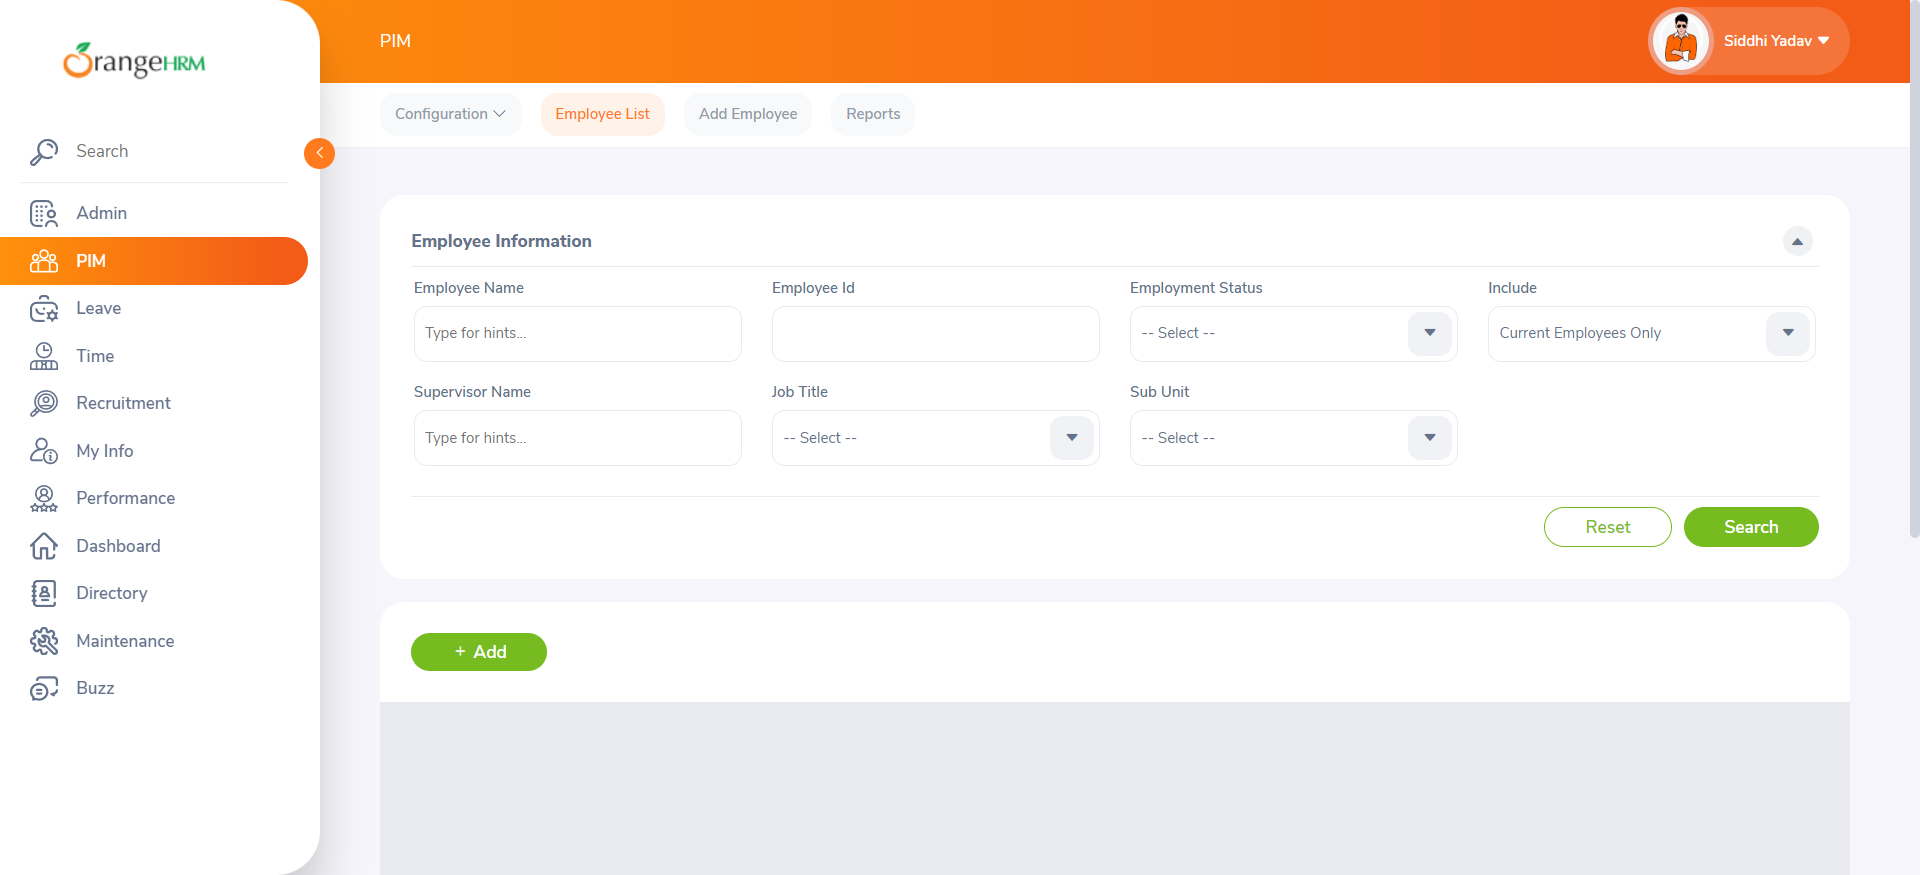 OrangeHRM
PIM
Siddhi Yadav
Configuration
Employee List
Add Employee
Reports
Search
Admin
PIM
Leave
Time
Recruitment
My Info
Performance
Dashboard
Directory
Maintenance
Buzz
Employee Information
Employee Name
Employee Id
Employment Status
Include
Type for hints...
-- Select --
Current Employees Only
Supervisor Name
Job Title
Sub Unit
Type for hints...
-- Select --
-- Select --
Reset
Search
+ Add